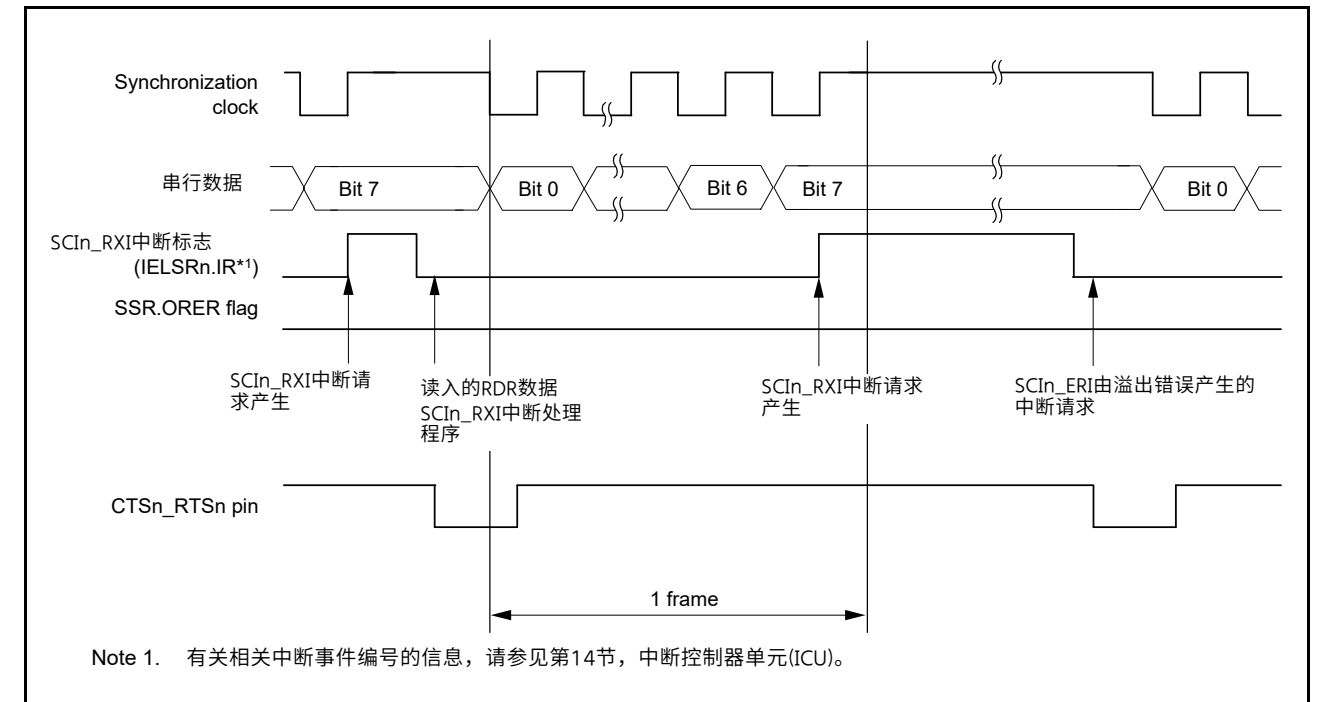 Synchronization
clock
串行数据
Bit 7
Bit 0
Bit 6
Bit 7
Bit 0
SCIn_RXI中断标志
(IELSRn.IR*1)
SSR.ORER flag
SCIn_RXI中断请
求产生
读入的RDR数据
SCIn_RXI中断处理
程序
SCIn_RXI中断请求
产生
SCIn_ERI由溢出错误产生的
中断请求
CTSn_RTSn pin
1 frame
Note 1. 有关相关中断事件编号的信息，请参见第14节，中断控制器单元(ICU)。